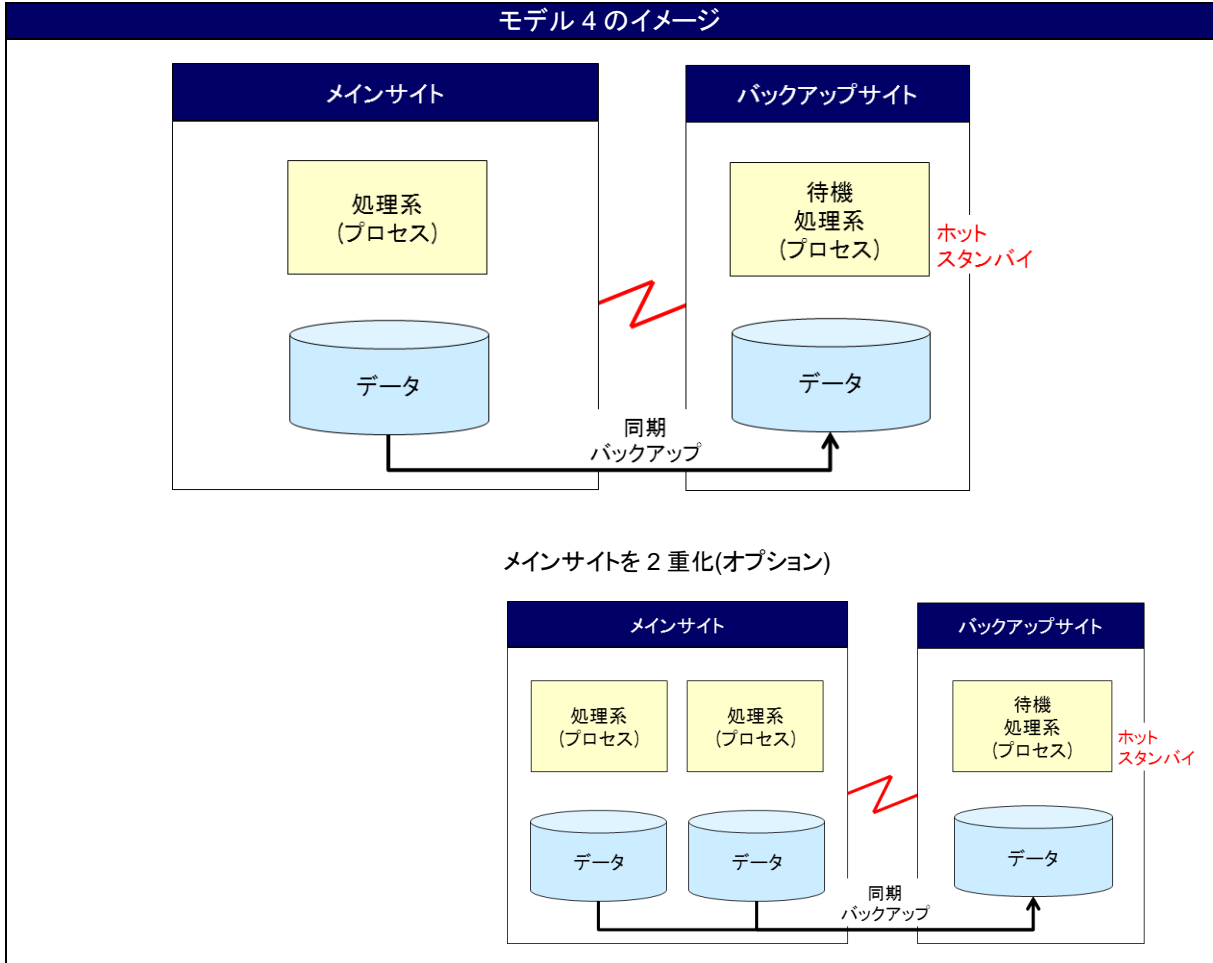 モデル 4 のイメージ
メインサイト
バックアップサイト
処理系
(プロセス)
待機
処理系
(プロセス)
ホット
スタンバイ
データ
データ
同期
バックアップ
メインサイトを 2 重化(オプション)
メインサイト
バックアップサイト
処理系
(プロセス)
処理系
(プロセス)
待機
処理系
(プロセス)
ホット
スタンバイ
データ
データ
データ
同期
バックアップ